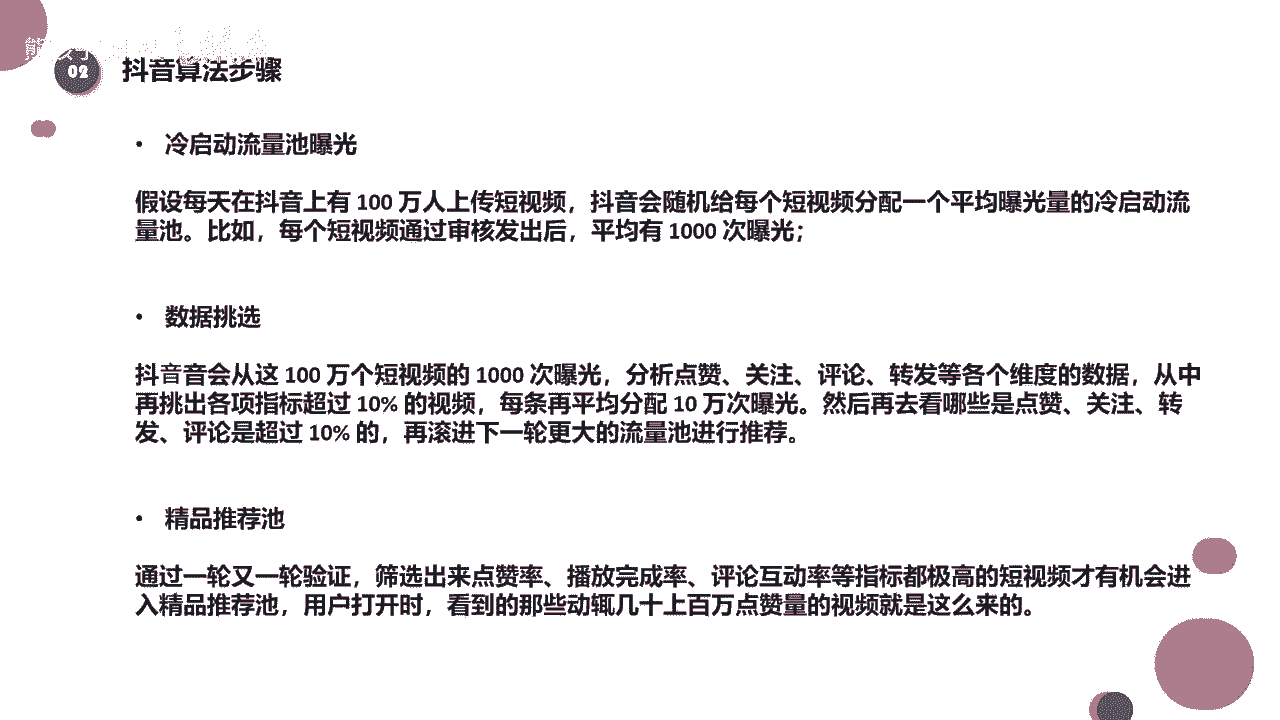 02
抖音算法步骤
• 冷启动流量池曝光
假设每天在抖音上有 100 万人上传短视频，抖音会随机给每个短视频分配一个平均曝光量的冷启动流
量池。比如，每个短视频通过审核发出后，平均有 1000 次曝光；
• 数据挑选
抖音音会从这 100 万个短视频的 1000 次曝光，分析点赞、关注、评论、转发等各个维度的数据，从中
再挑出各项指标超过 10% 的视频，每条再平均分配 10 万次曝光。然后再去看哪些是点赞、关注、转
发、评论是超过 10% 的，再滚进下一轮更大的流量池进行推荐。
• 精品推荐池
通过一轮又一轮验证，筛选出来点赞率、播放完成率、评论互动率等指标都极高的短视频才有机会进
入精品推荐池，用户打开时，看到的那些动辄几十上百万点赞量的视频就是这么来的。